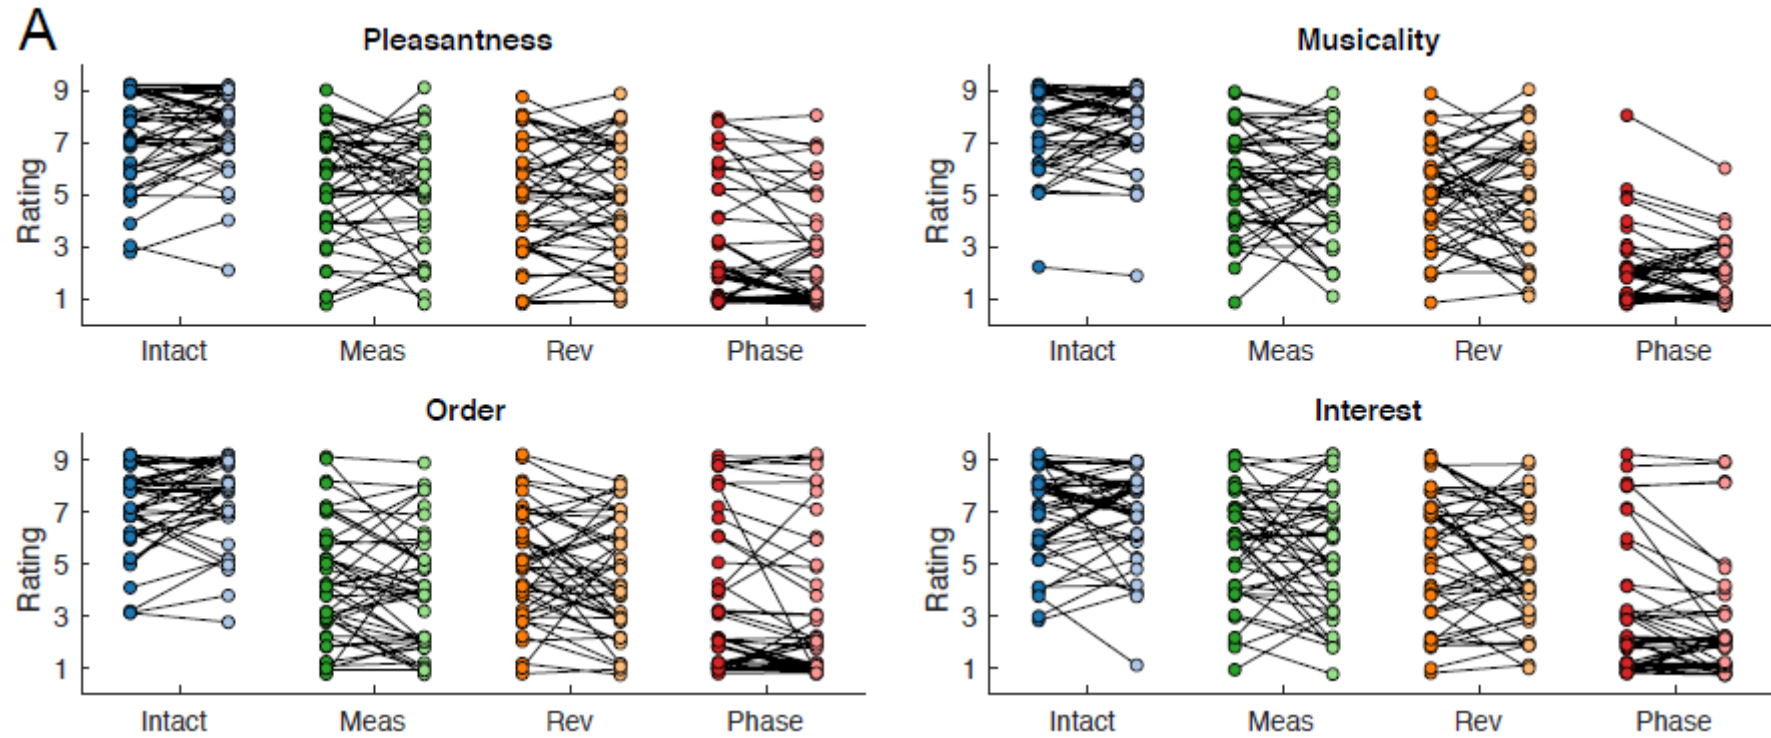 A
Pleasantness
Rating
9
7
5
3
1
Intact Meas Rev Phase
Musicality
Rating
9
7
5
3
1
Intact Meas Rev Phase
Order
Rating
9
7
5
3
1
Intact Meas Rev Phase
Interest
Rating
9
7
5
3
1
Intact Meas Rev Phase